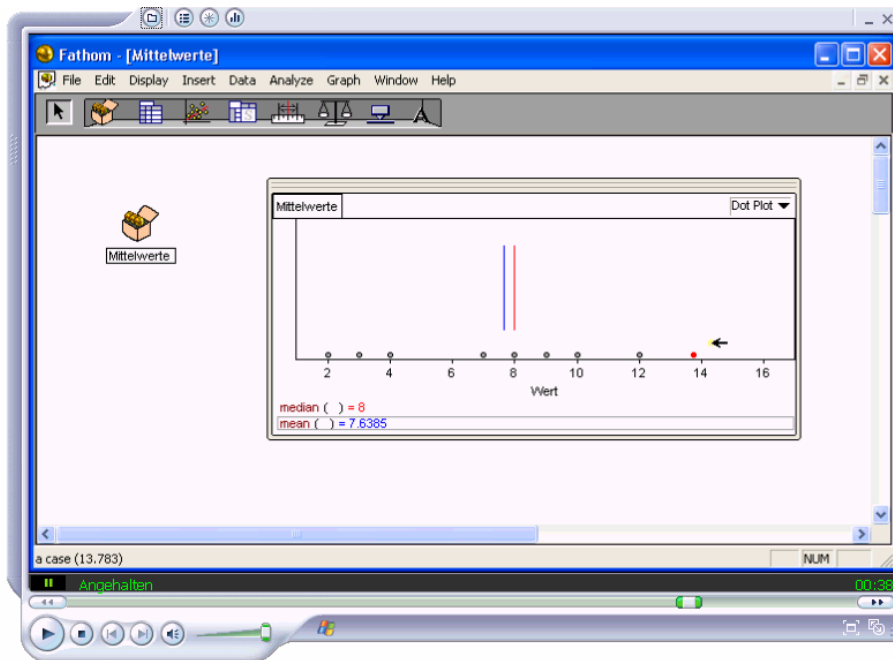 Fathom - [Mittelwerte]
File Edit Display Insert Data Analyze Graph Window Help
Mittelwerte
Dot Plot
Mittelwerte
2 4 6 8 10 12 14 16
Wert
median ( ) = 8
mean ( ) = 7.6385
a case (13.783)
NUM
Angehalten
00:38